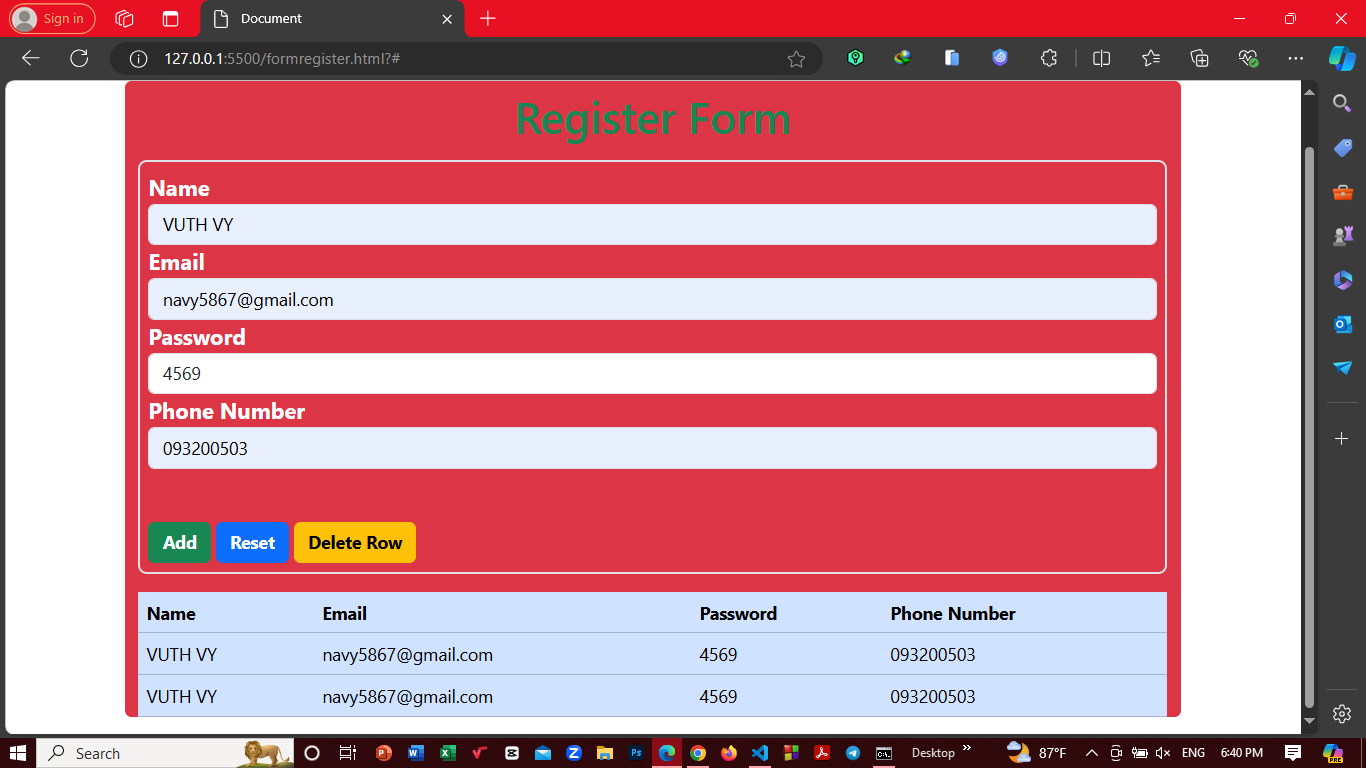 Sign in
Document
127.0.0.1:5500/formregister.html?#
Register Form
Name
VUTH VY
Email
navy5867@gmail.com
Password
4569
Phone Number
093200503
Add Reset Delete Row
Name Email Password Phone Number
VUTH VY navy5867@gmail.com 4569 093200503
VUTH VY navy5867@gmail.com 4569 093200503
Search Desktop 87°F ENG 6:40 PM